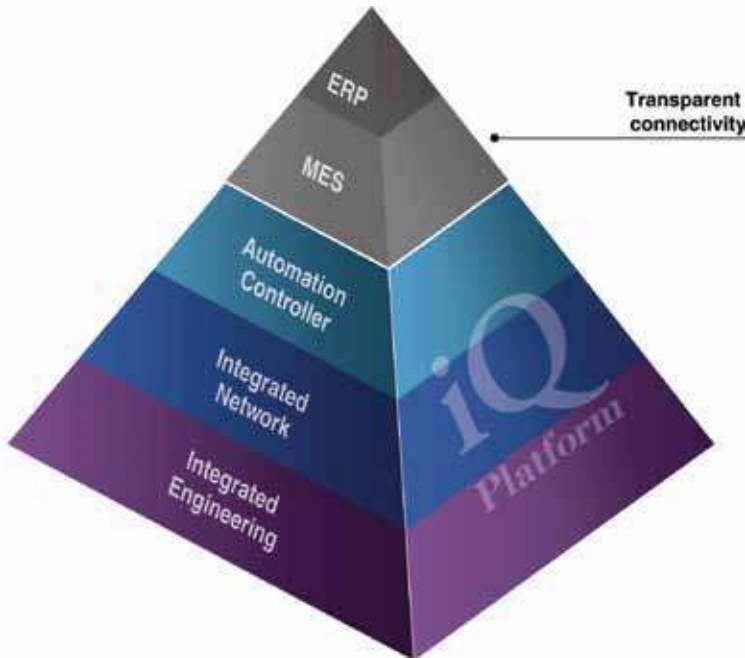 ERP
Transparent
connectivity
MES
Automation
Controller
Integrated
Network
Integrated
Engineering
iQ
Platform